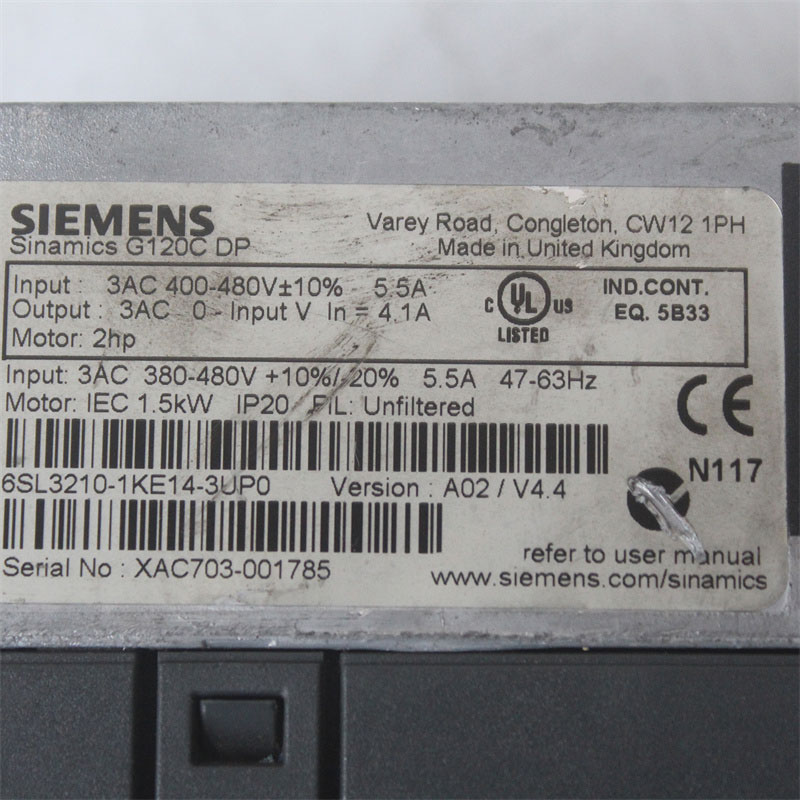 SIEMENS
Sinamics G120C DP
Varey Road, Congleton, CW12 1PH
Made in United Kingdom
Input : 3AC 400-480V±10% 5.5A
Output : 3AC 0 - Input V In = 4.1A
Motor: 2hp
C UL US
LISTED
IND.CONT.
EQ. 5B33
Input: 3AC 380-480V +10%/-20% 5.5A 47-63Hz
Motor: IEC 1.5kW IP20 FIL: Unfiltered
CE
6SL3210-1KE14-3UP0 Version : A02 / V4.4
N117
Serial No : XAC703-001785
refer to user manual
www.siemens.com/sinamics